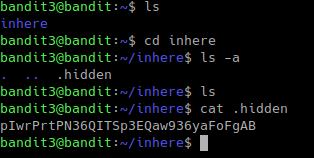 bandit3@bandit:~$ ls
inhere
bandit3@bandit:~$ cd inhere
bandit3@bandit:~/inhere$ ls -a
.  ..  .hidden
bandit3@bandit:~/inhere$ ls
bandit3@bandit:~/inhere$ cat .hidden
pIwrPrtPN36QITSp3EQaw936yaFoFgAB
bandit3@bandit:~/inhere$